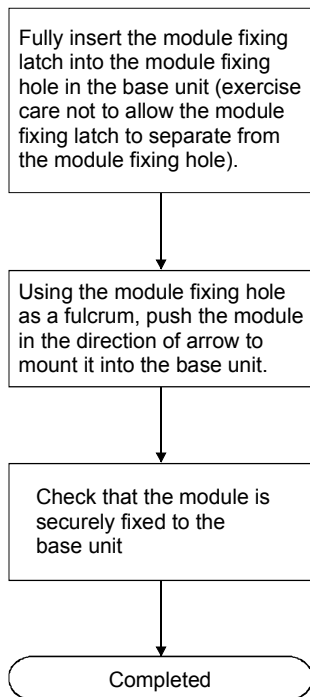 Fully insert the module fixing
latch into the module fixing
hole in the base unit (exercise
care not to allow the module
fixing latch to separate from
the module fixing hole).
Using the module fixing hole
as a fulcrum, push the module
in the direction of arrow to
mount it into the base unit.
Check that the module is
securely fixed to the
base unit
Completed